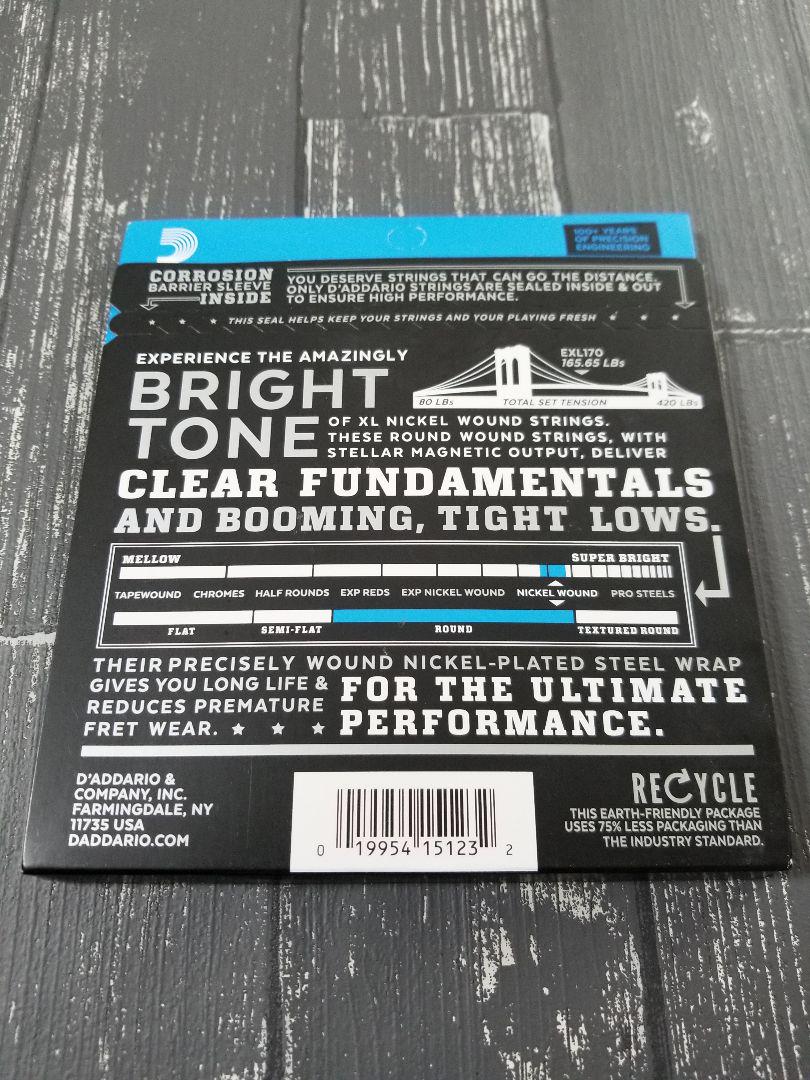 100+ YEARS
OF PRECISION
ENGINEERING
CORROSION
BARRIER SLEEVE
INSIDE
YOU DESERVE STRINGS THAT CAN GO THE DISTANCE.
ONLY D'ADDARIO STRINGS ARE SEALED INSIDE & OUT
TO ENSURE HIGH PERFORMANCE.
THIS SEAL HELPS KEEP YOUR STRINGS AND YOUR PLAYING FRESH
EXPERIENCE THE AMAZINGLY
BRIGHT
TONE
EXL170
165.65 LBs
80 LBs TOTAL SET TENSION 420 LBs
OF XL NICKEL WOUND STRINGS.
THESE ROUND WOUND STRINGS, WITH
STELLAR MAGNETIC OUTPUT, DELIVER
CLEAR FUNDAMENTALS
AND BOOMING, TIGHT LOWS.
MELLOW SUPER BRIGHT
TAPEWOUND CHROMES HALF ROUNDS EXP REDS EXP NICKEL WOUND NICKEL WOUND PRO STEELS
FLAT SEMI-FLAT ROUND TEXTURED ROUND
THEIR PRECISELY WOUND NICKEL-PLATED STEEL WRAP
GIVES YOU LONG LIFE &
REDUCES PREMATURE
FRET WEAR.
FOR THE ULTIMATE
PERFORMANCE.
D'ADDARIO &
COMPANY, INC.
FARMINGDALE, NY
11735 USA
DADDARIO.COM
0 19954 15123 2
RECYCLE
THIS EARTH-FRIENDLY PACKAGE
USES 75% LESS PACKAGING THAN
THE INDUSTRY STANDARD.